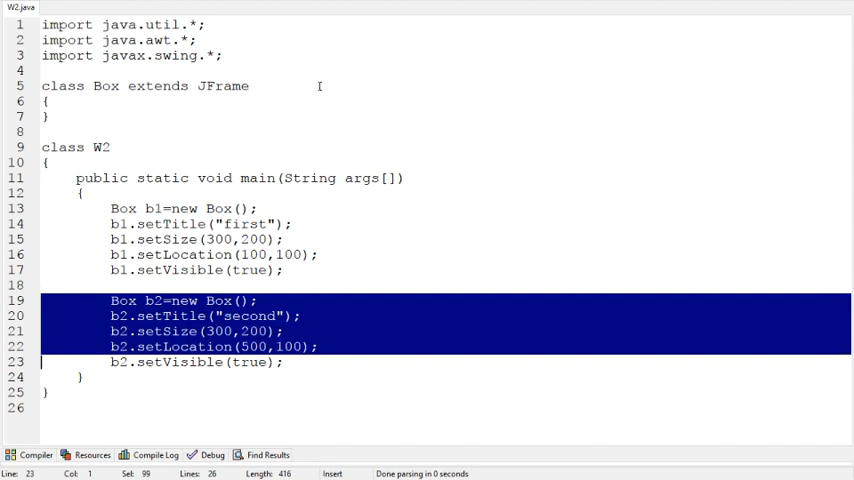 W2.java
1 import java.util.*;
2 import java.awt.*;
3 import javax.swing.*;
4
5 class Box extends JFrame
6 {
7 }
8
9 class W2
10 {
11     public static void main(String args[])
12     {
13         Box b1=new Box();
14         b1.setTitle("first");
15         b1.setSize(300,200);
16         b1.setLocation(100,100);
17         b1.setVisible(true);
18
19         Box b2=new Box();
20         b2.setTitle("second");
21         b2.setSize(300,200);
22         b2.setLocation(500,100);
23         b2.setVisible(true);
24     }
25 }
26
Compiler Resources Compile Log Debug Find Results
Line: 23 Col: 1 Sel: 99 Lines: 26 Length: 416 Insert Done parsing in 0 seconds